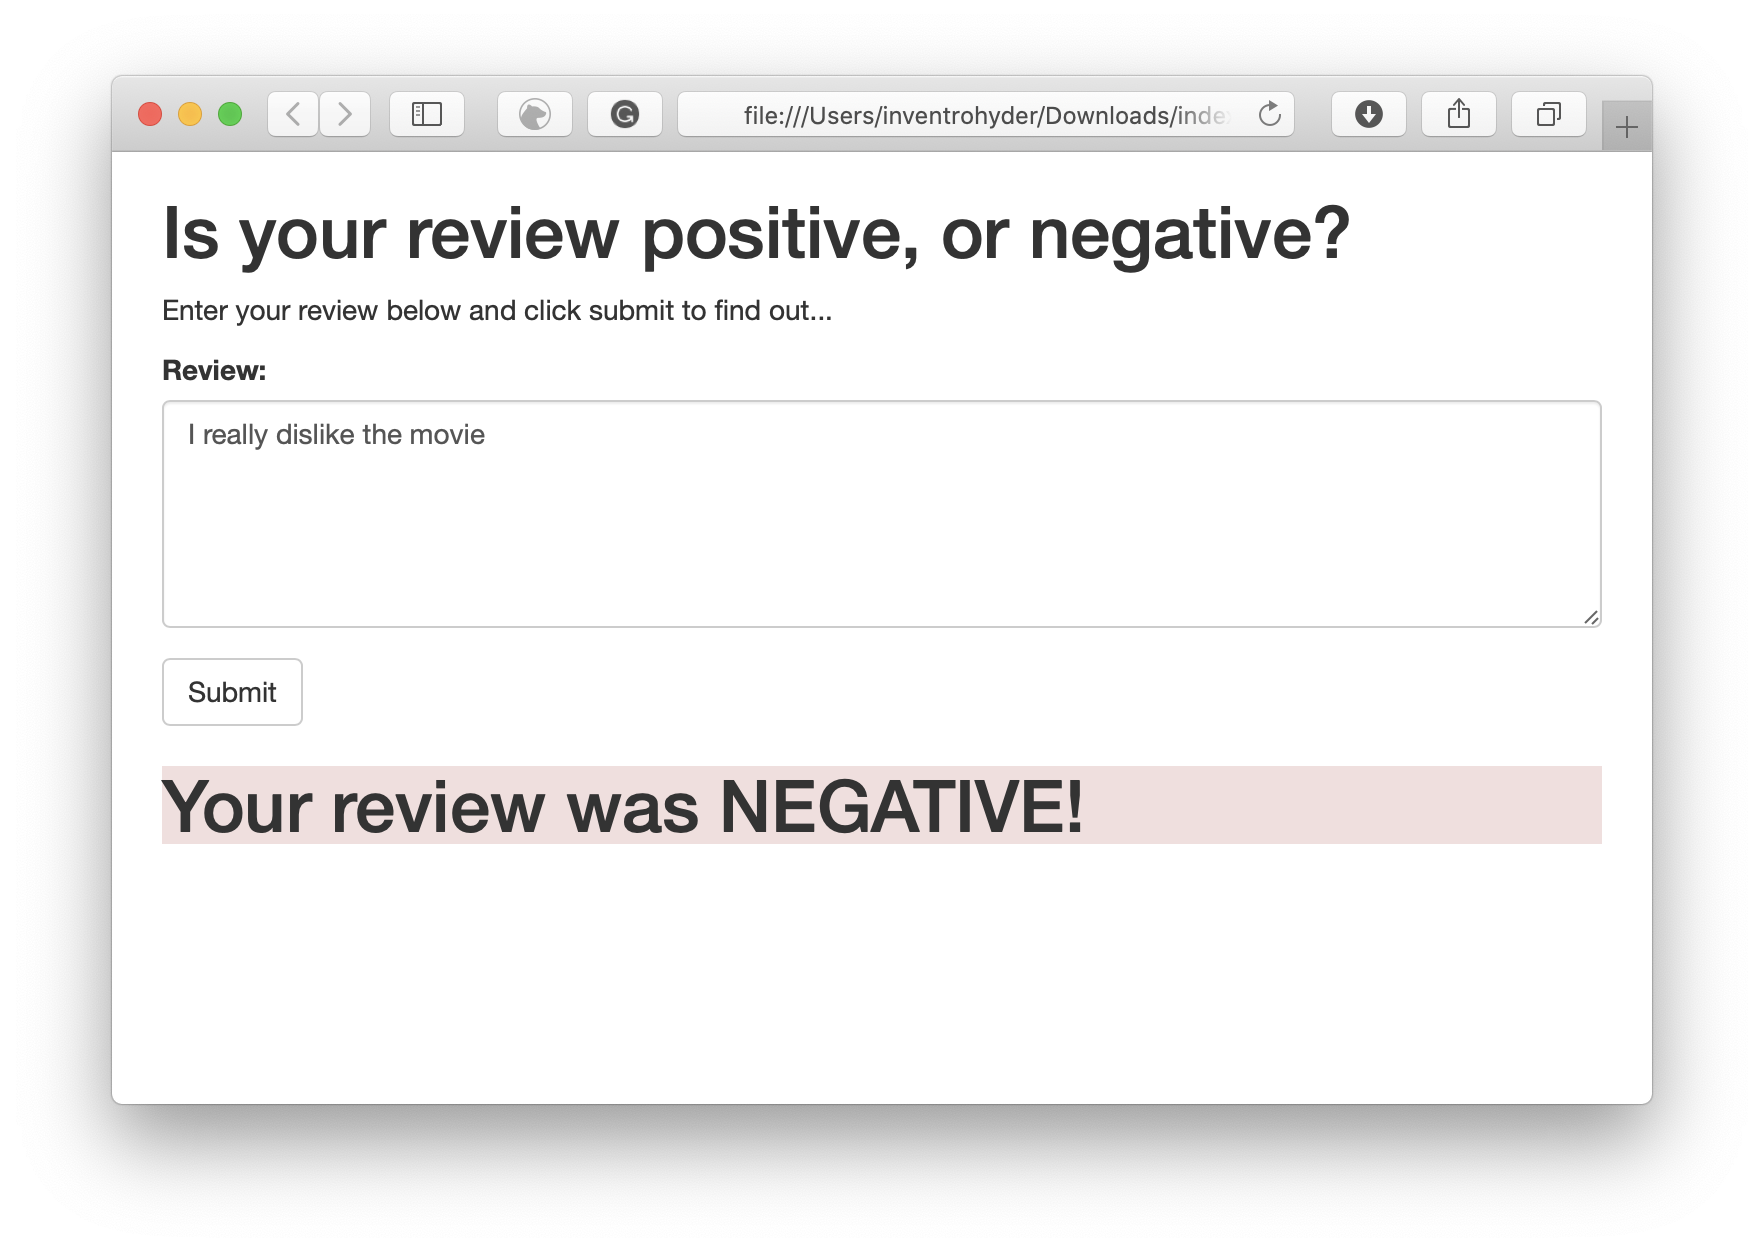 file:///Users/inventrohyder/Downloads/inde
Is your review positive, or negative?
Enter your review below and click submit to find out...
Review:
I really dislike the movie
Submit
Your review was NEGATIVE!